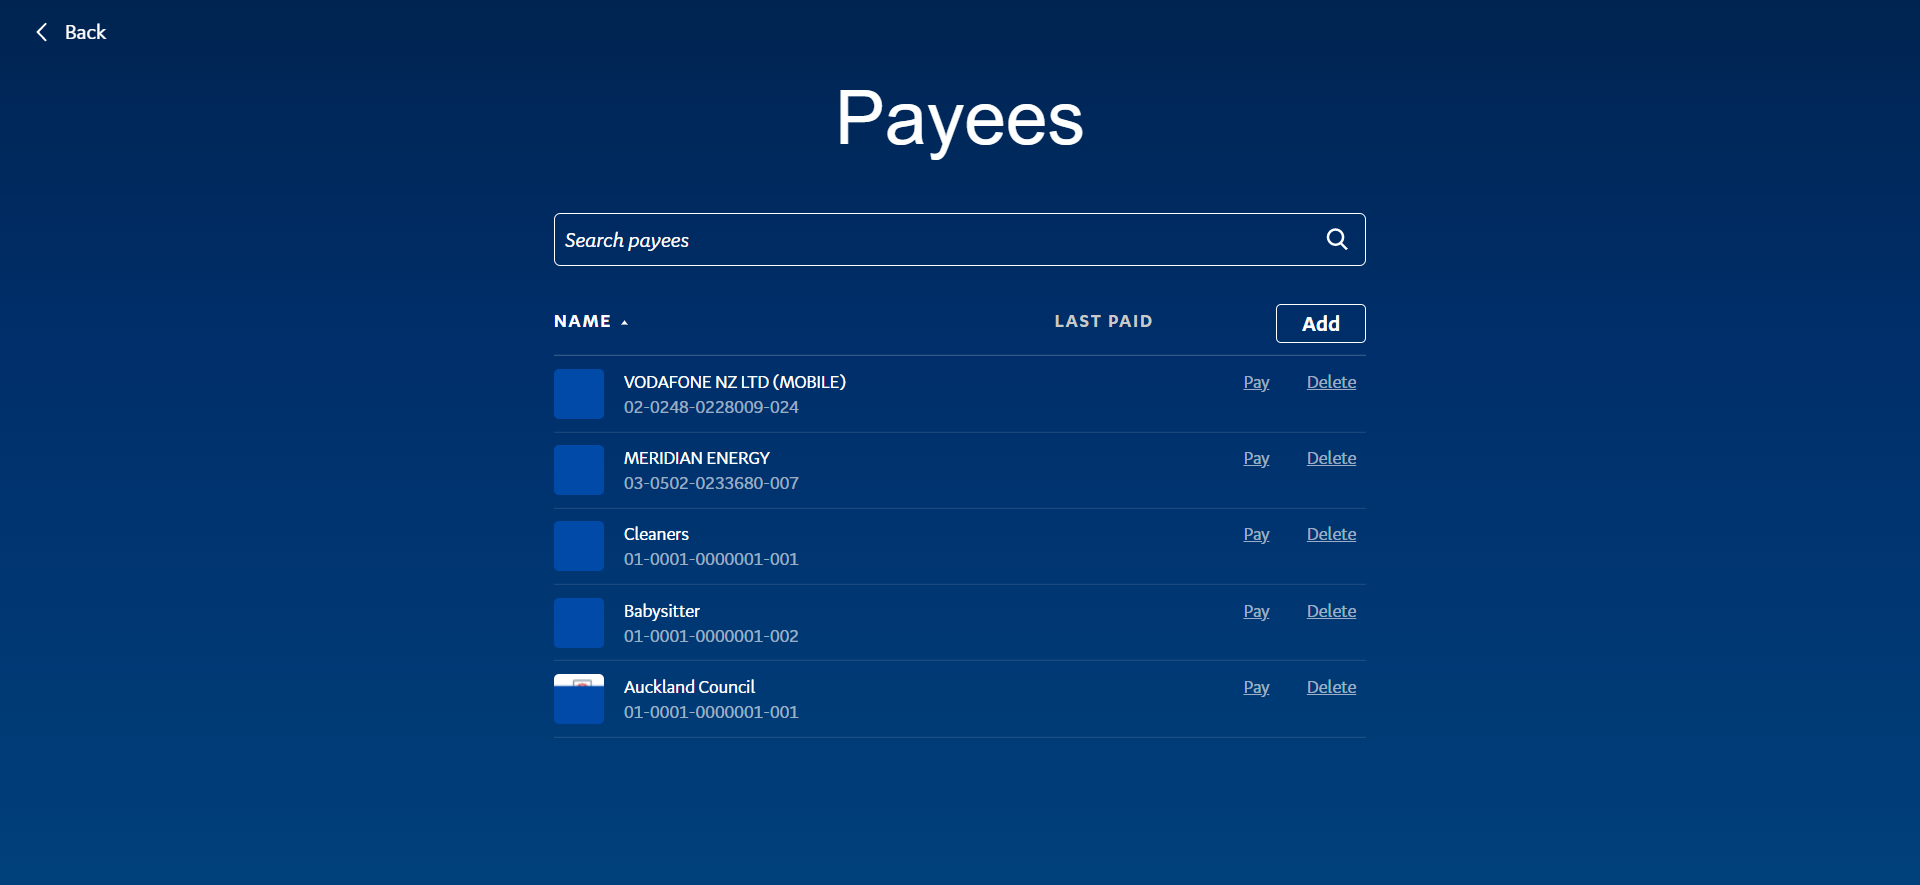 Back
Payees
Search payees
NAME LAST PAID Add
VODAFONE NZ LTD (MOBILE) Pay Delete
02-0248-0228009-024
MERIDIAN ENERGY Pay Delete
03-0502-0233680-007
Cleaners Pay Delete
01-0001-0000001-001
Babysitter Pay Delete
01-0001-0000001-002
Auckland Council Pay Delete
01-0001-0000001-001